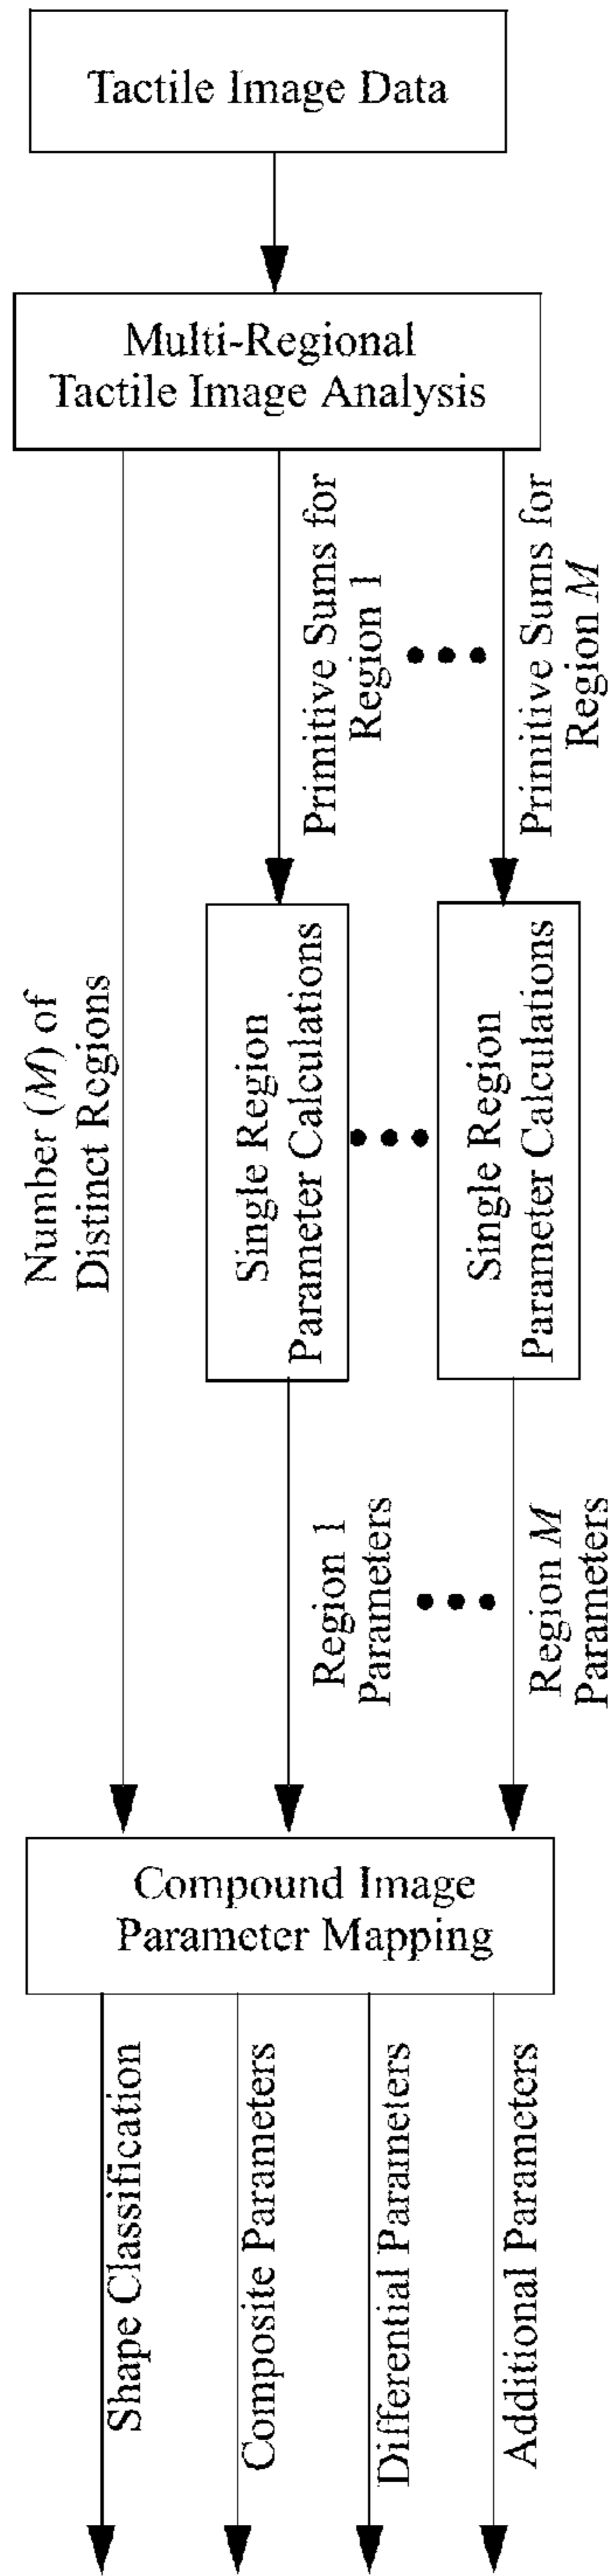 Tactile Image Data
Multi-Regional
Tactile Image Analysis
Primitive Sums for
Region 1
Primitive Sums for
Region M
Number (M) of
Distinct Regions
Single Region
Parameter Calculations
Single Region
Parameter Calculations
Region 1
Parameters
Region M
Parameters
Compound Image
Parameter Mapping
Shape Classification
Composite Parameters
Differential Parameters
Additional Parameters